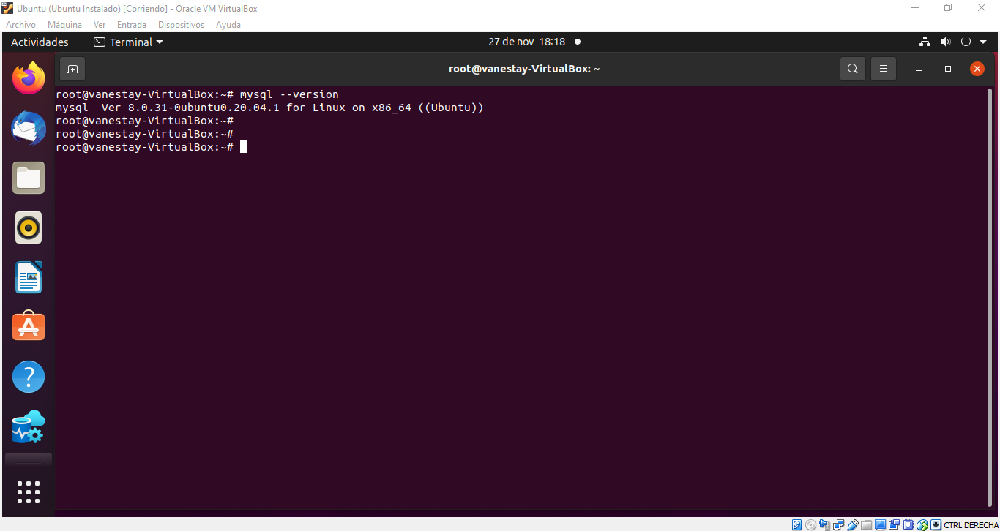 Ubuntu (Ubuntu Instalado) [Corriendo] - Oracle VM VirtualBox
Archivo Máquina Ver Entrada Dispositivos Ayuda
Actividades Terminal 27 de nov 18:18
root@vanestay-VirtualBox: ~
root@vanestay-VirtualBox:~# mysql --version
mysql  Ver 8.0.31-0ubuntu0.20.04.1 for Linux on x86_64 ((Ubuntu))
root@vanestay-VirtualBox:~#
root@vanestay-VirtualBox:~#
root@vanestay-VirtualBox:~#
CTRL DERECHA